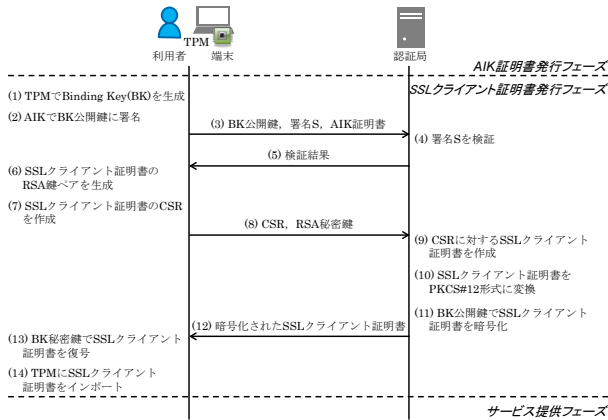 TPM
利用者
端末
認証局
AIK証明書発行フェーズ
SSLクライアント証明書発行フェーズ
(1) TPMでBinding Key(BK)を生成
(2) AIKでBK公開鍵に署名
(3) BK公開鍵，署名S，AIK証明書
(4) 署名Sを検証
(5) 検証結果
(6) SSLクライアント証明書の
RSA鍵ペアを生成
(7) SSLクライアント証明書のCSR
を作成
(8) CSR，RSA秘密鍵
(9) CSRに対するSSLクライアント
証明書を作成
(10) SSLクライアント証明書を
PKCS#12形式に変換
(11) BK公開鍵でSSLクライアント
証明書を暗号化
(12) 暗号化されたSSLクライアント証明書
(13) BK秘密鍵でSSLクライアント
証明書を復号
(14) TPMにSSLクライアント
証明書をインポート
サービス提供フェーズ